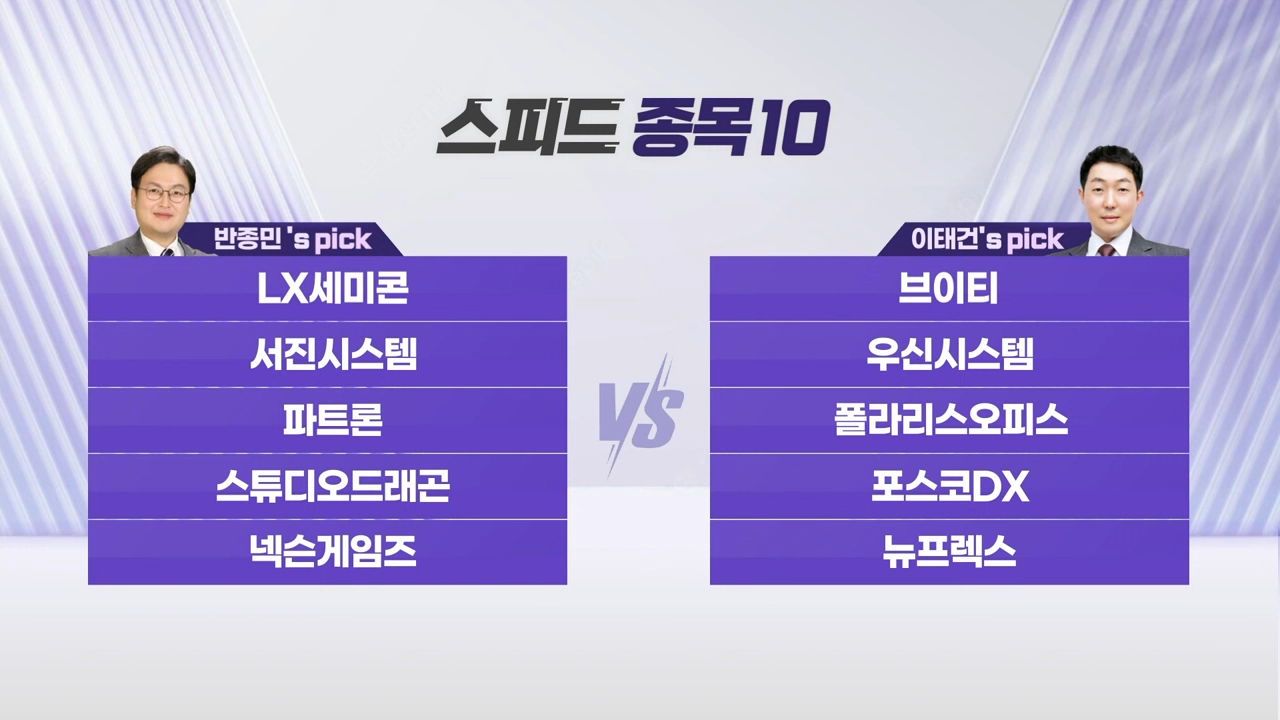 스피드 종목10
반종민 's pick
LX세미콘
서진시스템
파트론
스튜디오드래곤
넥슨게임즈
VS
이태건's pick
브이티
우신시스템
폴라리스오피스
포스코DX
뉴프렉스